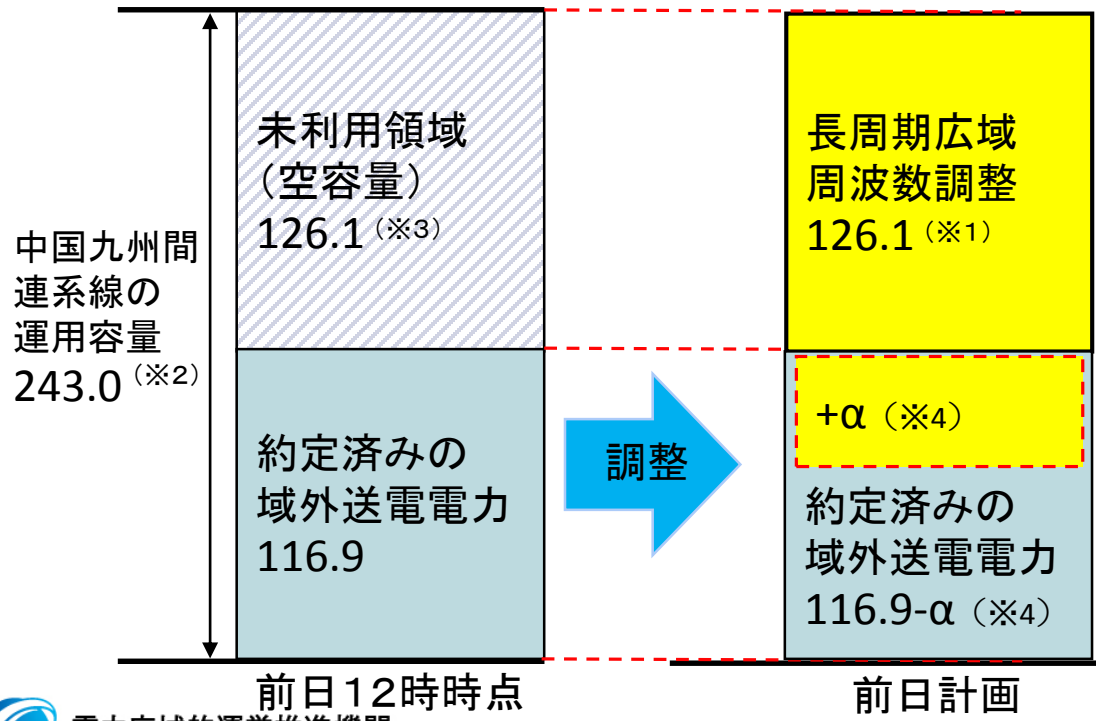 中国九州間
連系線の
運用容量
243.0（※2）
未利用領域
（空容量）
126.1（※3）
約定済みの
域外送電電力
116.9
前日12時時点
調整
長周期広域
周波数調整
126.1（※1）
+α（※4）
約定済みの
域外送電電力
116.9-α（※4）
前日計画